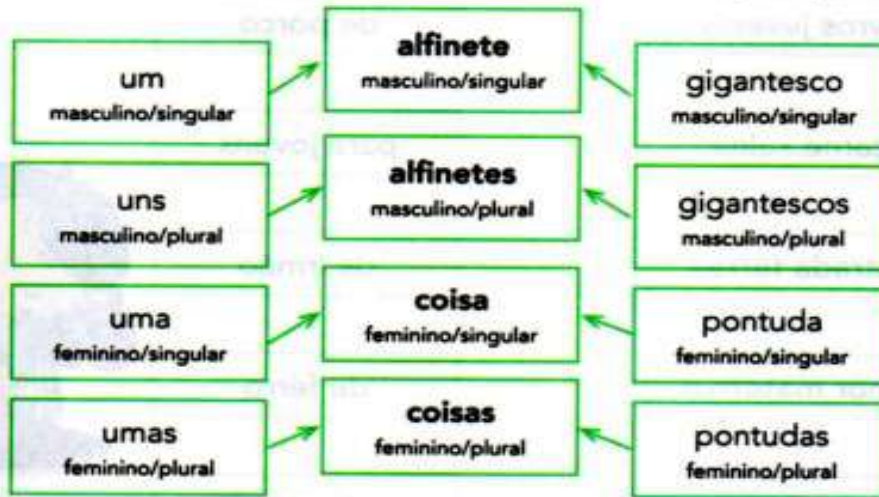 um
masculino/singular
alfinete
masculino/singular
gigantesco
masculino/singular
uns
masculino/plural
alfinetes
masculino/plural
gigantescos
masculino/plural
uma
feminino/singular
coisa
feminino/singular
pontuda
feminino/singular
umas
feminino/plural
coisas
feminino/plural
pontudas
feminino/plural